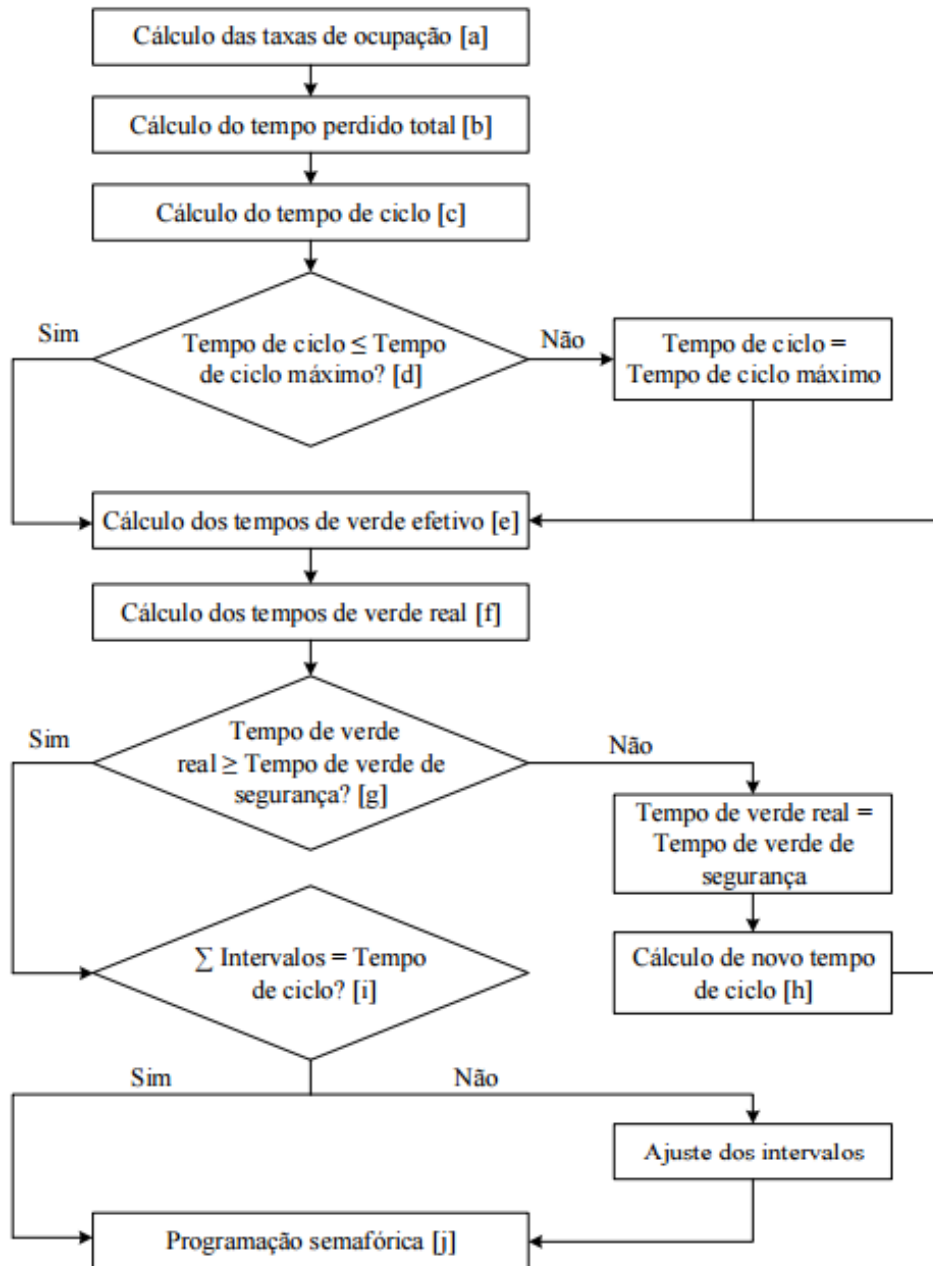 Cálculo das taxas de ocupação [a]
Cálculo do tempo perdido total [b]
Cálculo do tempo de ciclo [c]
Sim
Tempo de ciclo ≤ Tempo
de ciclo máximo? [d]
Não
Tempo de ciclo =
Tempo de ciclo máximo
Cálculo dos tempos de verde efetivo [e]
Cálculo dos tempos de verde real [f]
Sim
Tempo de verde
real ≥ Tempo de verde de
segurança? [g]
Não
Tempo de verde real =
Tempo de verde de
segurança
∑ Intervalos = Tempo
de ciclo? [i]
Cálculo de novo tempo
de ciclo [h]
Sim
Não
Ajuste dos intervalos
Programação semafórica [j]